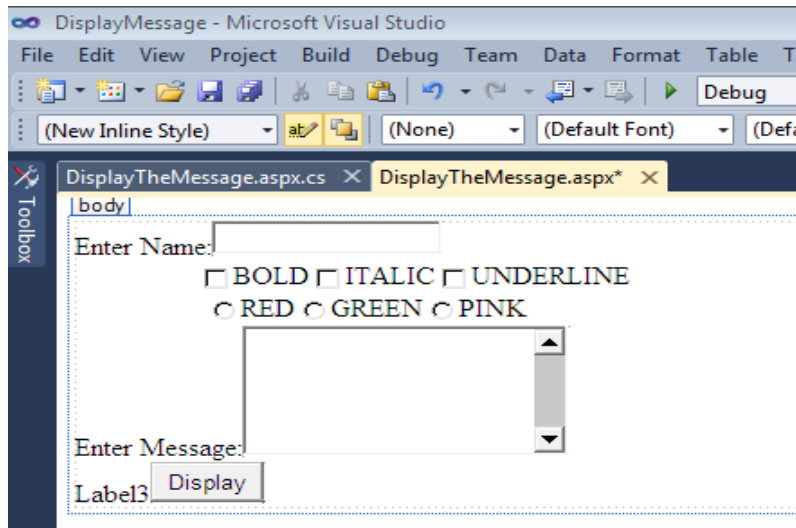 DisplayMessage - Microsoft Visual Studio
File Edit View Project Build Debug Team Data Format Table T
Debug
(New Inline Style) ab (None) (Default Font) (Defa
DisplayTheMessage.aspx.cs DisplayTheMessage.aspx*
Toolbox
body
Enter Name:
BOLD ITALIC UNDERLINE
RED GREEN PINK
Enter Message:
Label3 Display